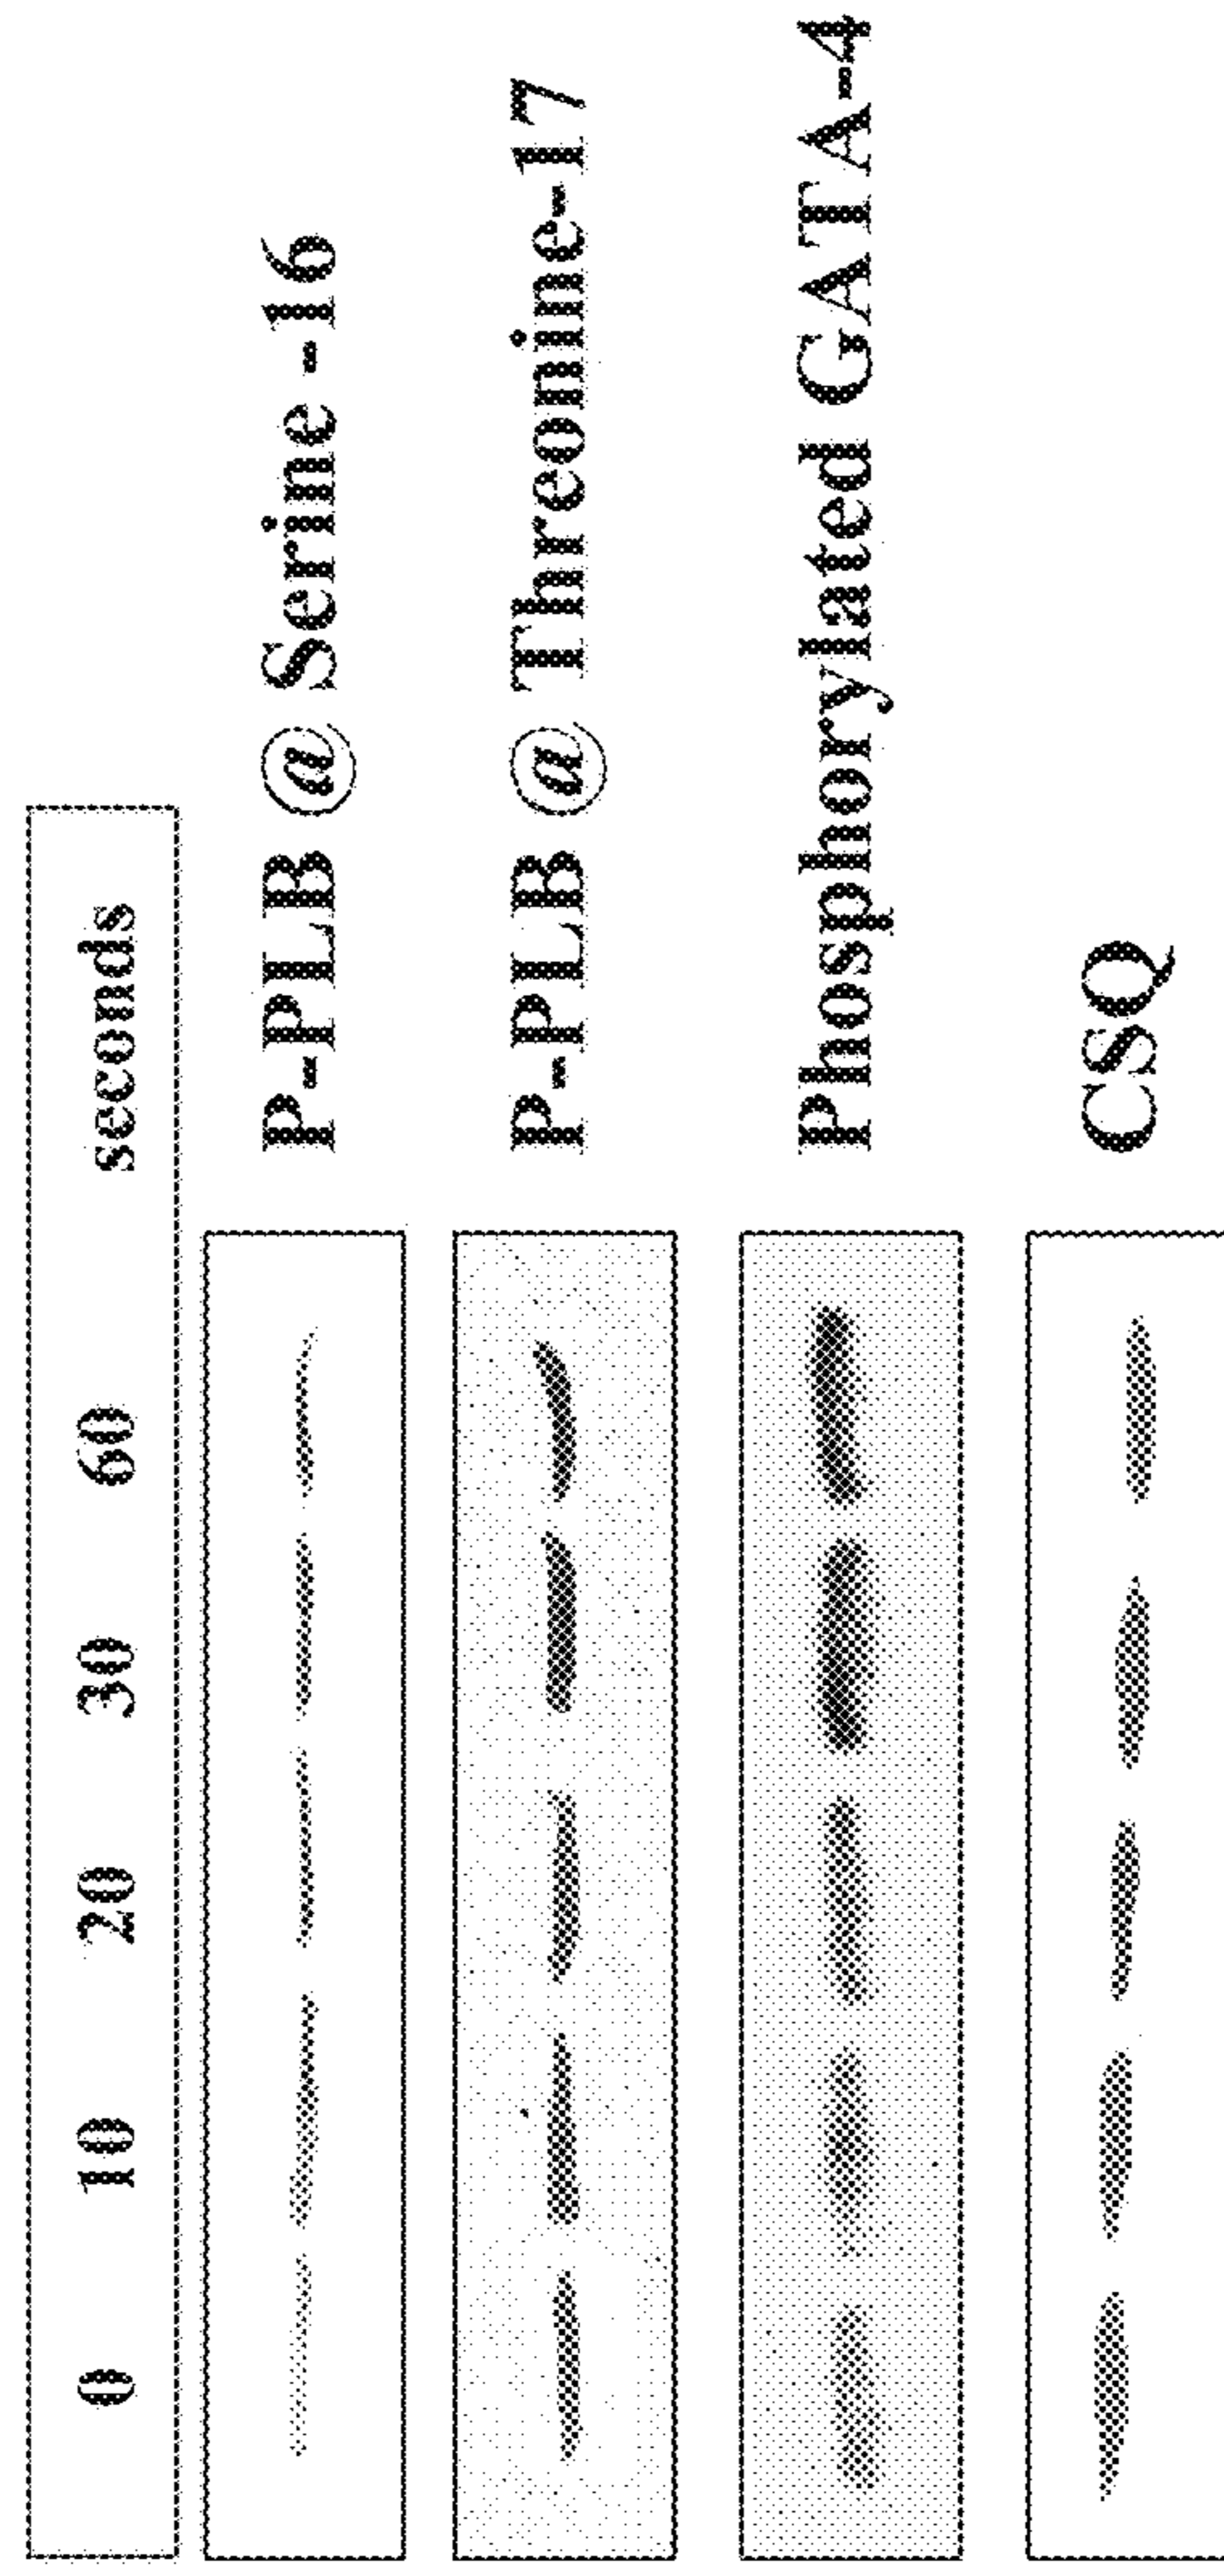 0 10 20 30 60 seconds
P-PLB @ Serine -16
P-PLB @ Threonine-17
Phosphorylated GATA-4
CSQ